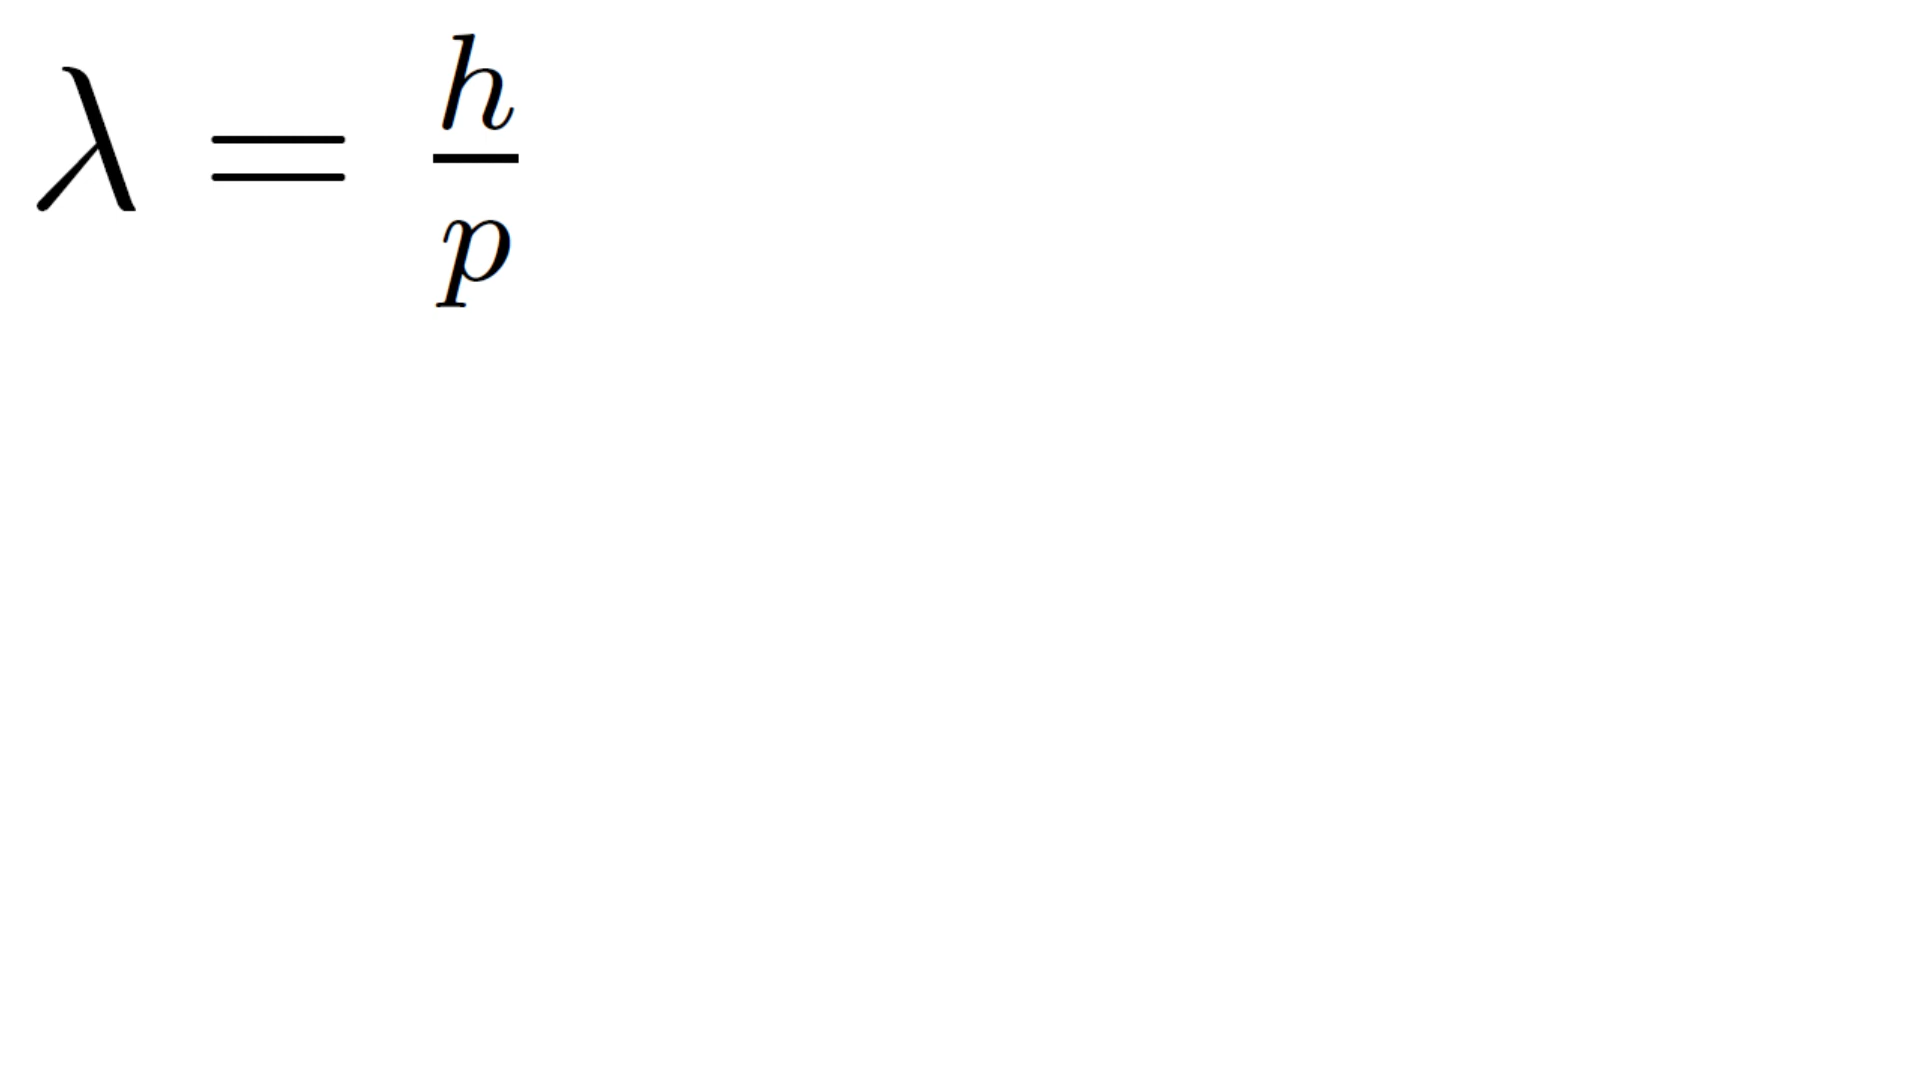 λ = h/p